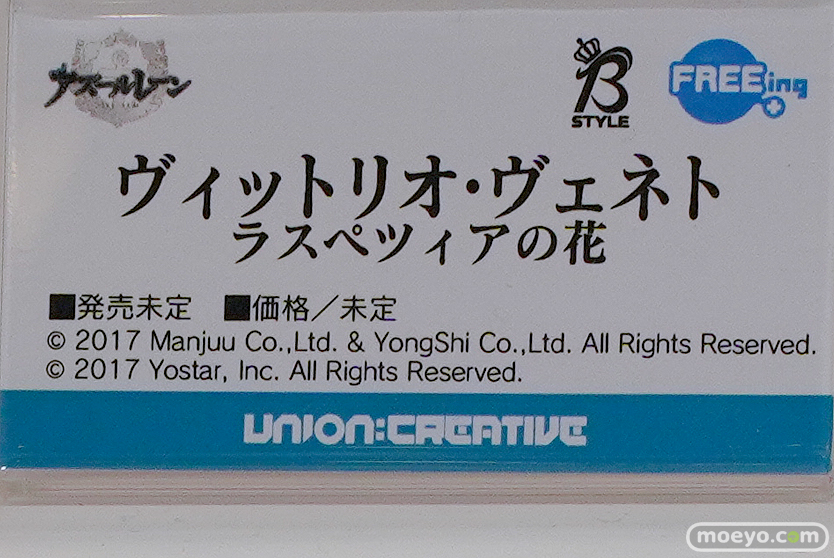 アズールレーン
B
STYLE
FREEing
ヴィットリオ・ヴェネト
ラスペツィアの花
■発売未定 ■価格／未定
© 2017 Manjuu Co.,Ltd. & YongShi Co.,Ltd. All Rights Reserved.
© 2017 Yostar, Inc. All Rights Reserved.
UNION:CREATIVE
moeyo.com